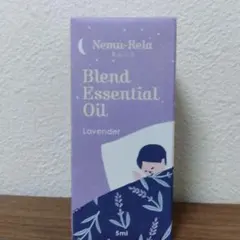 Nemu-Rela
Blend
Essential
Oil
Lavender
5ml